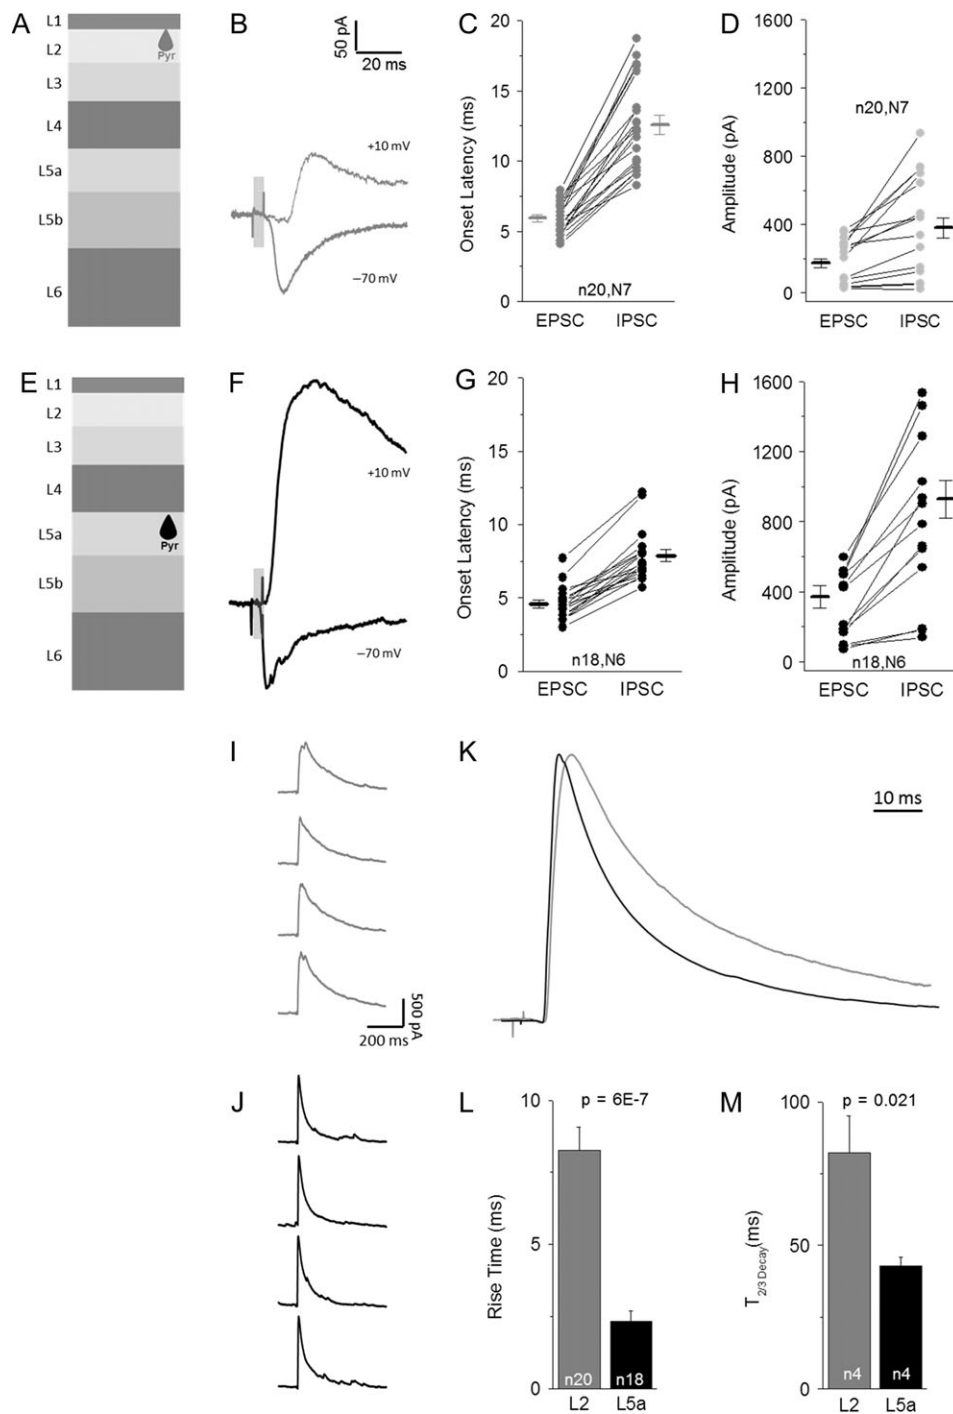 A
L1
L2
L3
L4
L5a
L5b
L6
Pyr
B
50 pA
20 ms
+10 mV
−70 mV
C
Onset Latency (ms)
20
15
10
5
0
n20,N7
EPSC
IPSC
D
Amplitude (pA)
1600
1200
800
400
0
n20,N7
EPSC
IPSC
E
L1
L2
L3
L4
L5a
L5b
L6
Pyr
F
+10 mV
−70 mV
G
Onset Latency (ms)
20
15
10
5
0
n18,N6
EPSC
IPSC
H
Amplitude (pA)
1600
1200
800
400
0
n18,N6
EPSC
IPSC
I
500 pA
200 ms
J
K
10 ms
L
p = 6E-7
Rise Time (ms)
10
5
0
n20
n18
L2
L5a
M
p = 0.021
T2/3 Decay(ms)
100
50
0
n4
n4
L2
L5a